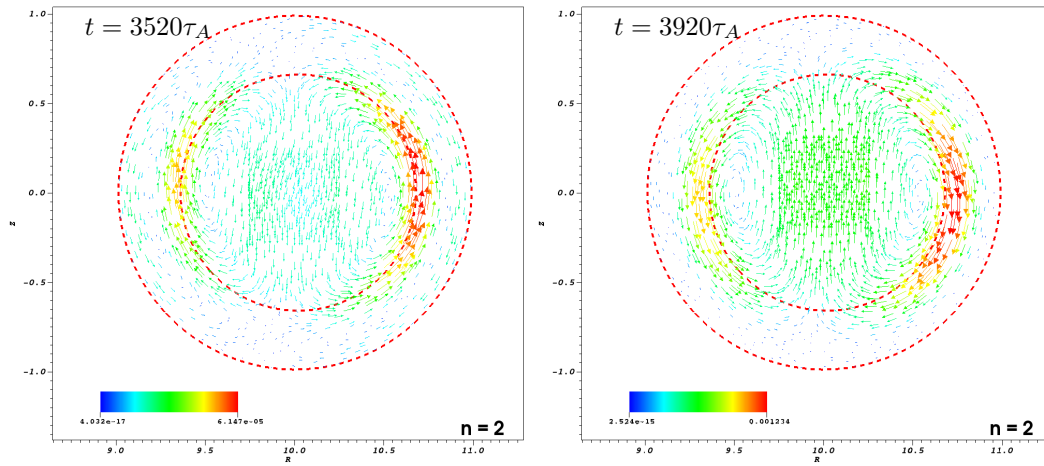 t = 3520τ_A
1.0
0.5
0.0
-0.5
-1.0
z
4.032e-17 6.147e-05
n = 2
9.0 9.5 10.0 10.5 11.0
R
t = 3920τ_A
1.0
0.5
0.0
-0.5
-1.0
z
2.524e-15 0.001234
n = 2
9.0 9.5 10.0 10.5 11.0
R